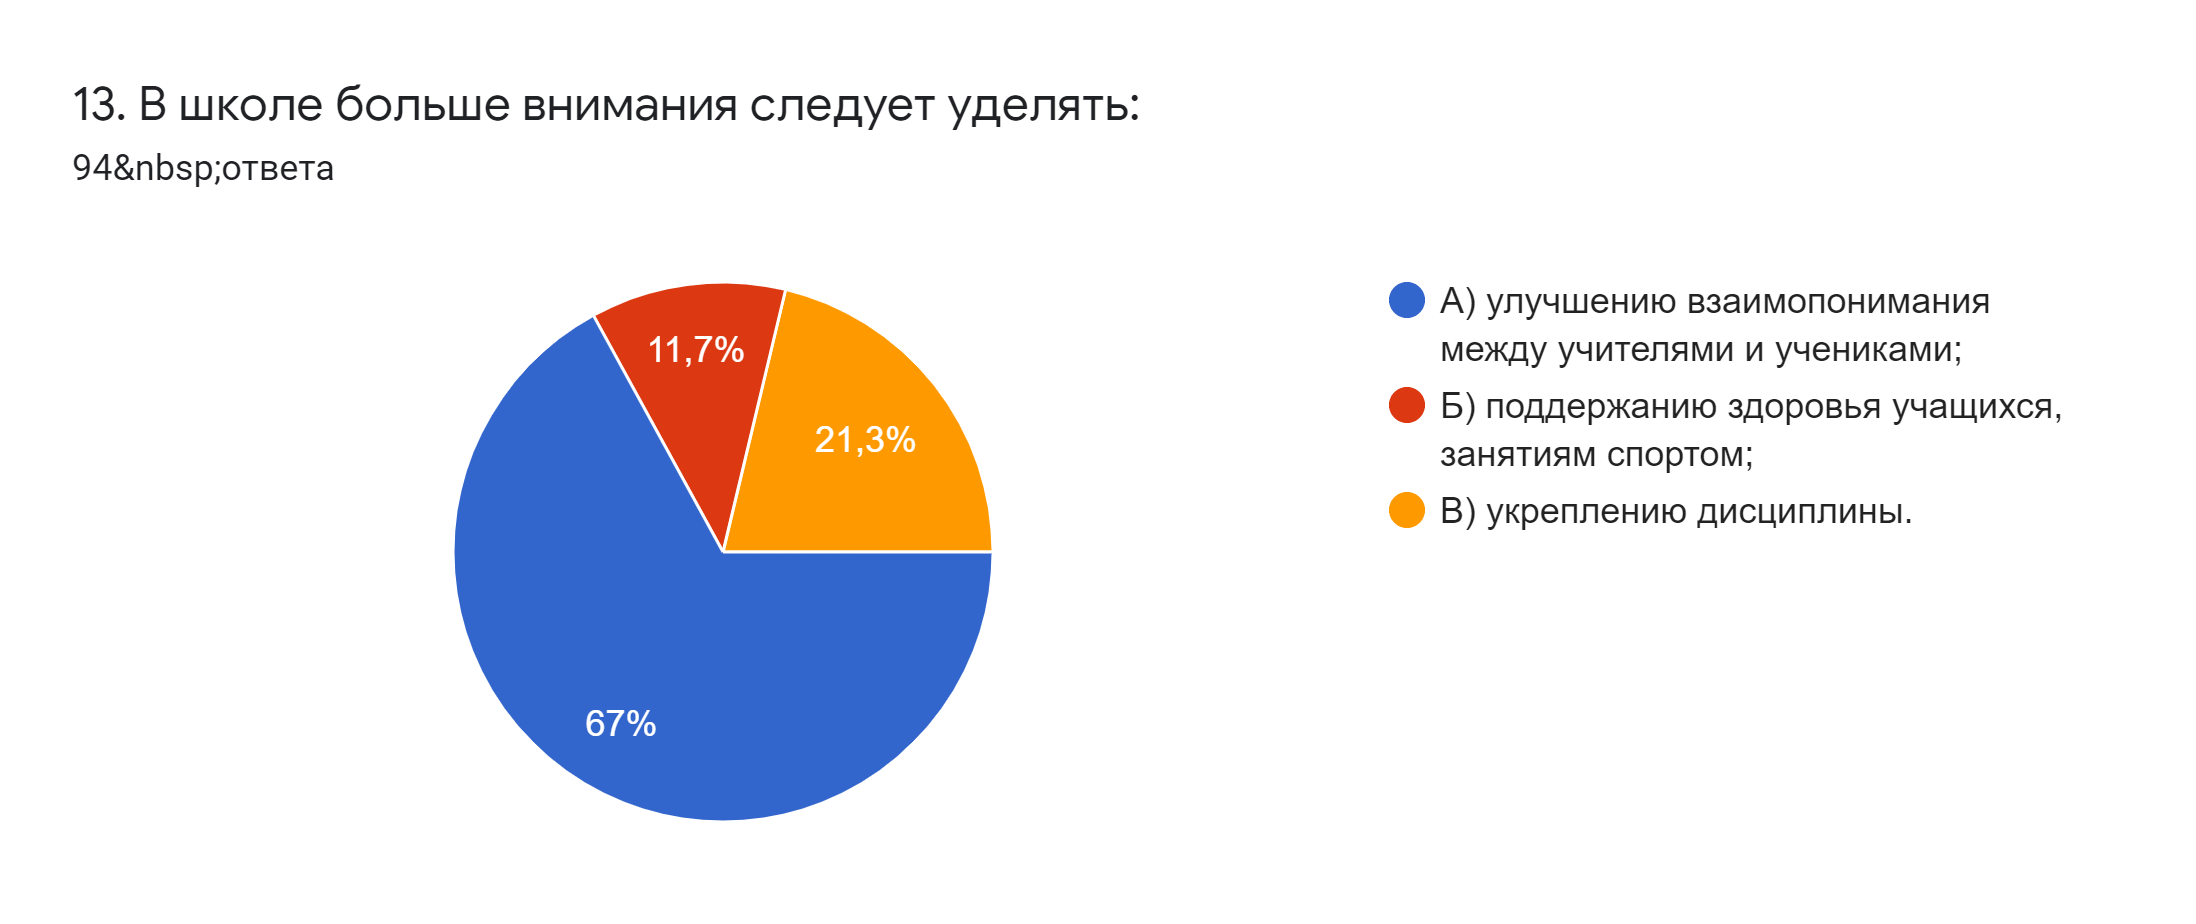 13. В школе больше внимания следует уделять:
94&nbsp;ответа
11,7%
21,3%
67%
А) улучшению взаимопонимания
между учителями и учениками;
Б) поддержанию здоровья учащихся,
занятиям спортом;
В) укреплению дисциплины.